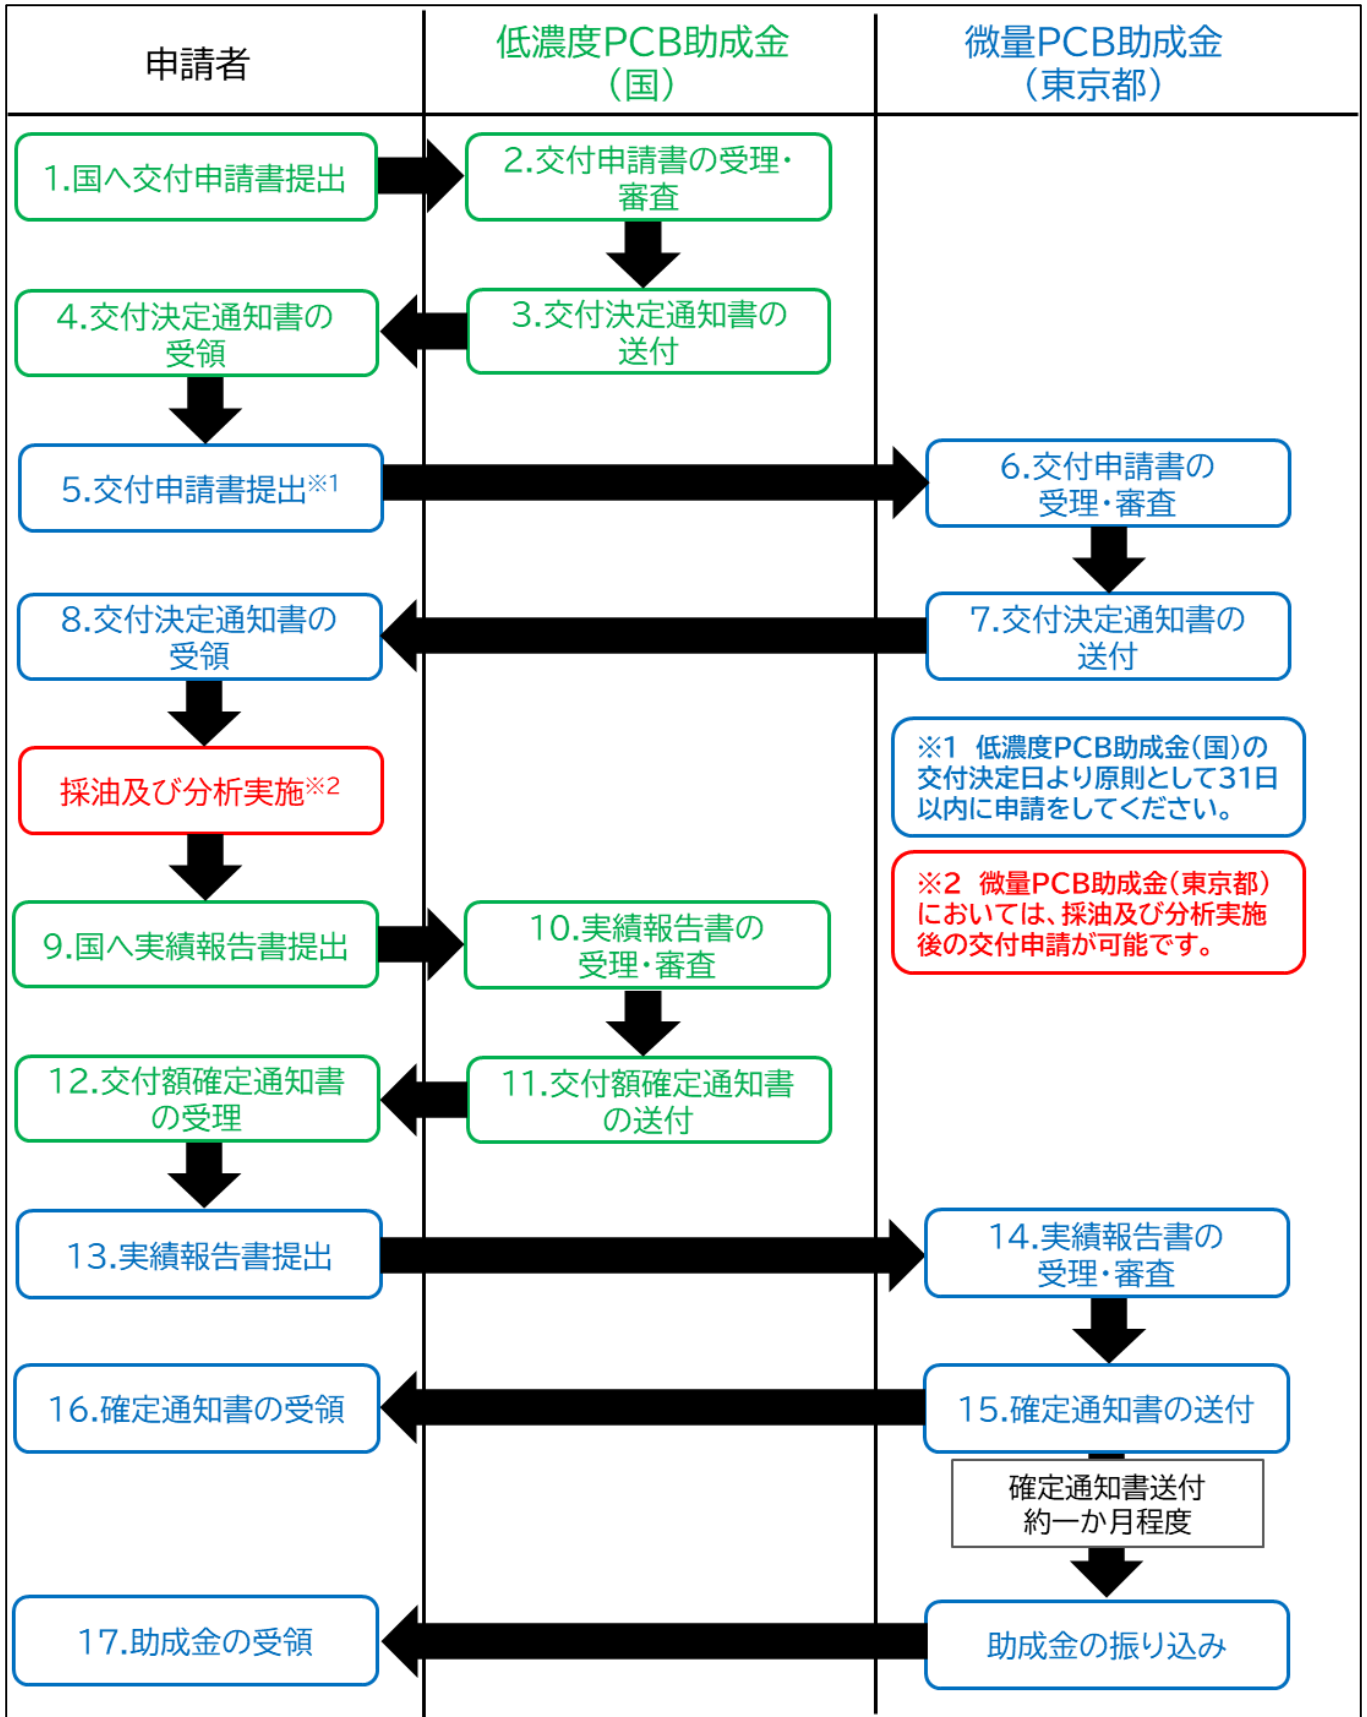 申請者
低濃度PCB助成金
（国）
微量PCB助成金
（東京都）
1.国へ交付申請書提出
2.交付申請書の受理・
審査
4.交付決定通知書の
受領
3.交付決定通知書の
送付
5.交付申請書提出※1
6.交付申請書の
受理・審査
8.交付決定通知書の
受領
7.交付決定通知書の
送付
採油及び分析実施※2
※1 低濃度PCB助成金（国）の
交付決定日より原則として31日
以内に申請をしてください。
※2 微量PCB助成金（東京都）
においては、採油及び分析実施
後の交付申請が可能です。
9.国へ実績報告書提出
10.実績報告書の
受理・審査
12.交付額確定通知書
の受理
11.交付額確定通知書
の送付
13.実績報告書提出
14.実績報告書の
受理・審査
16.確定通知書の受領
15.確定通知書の送付
確定通知書送付
約一か月程度
17.助成金の受領
助成金の振り込み